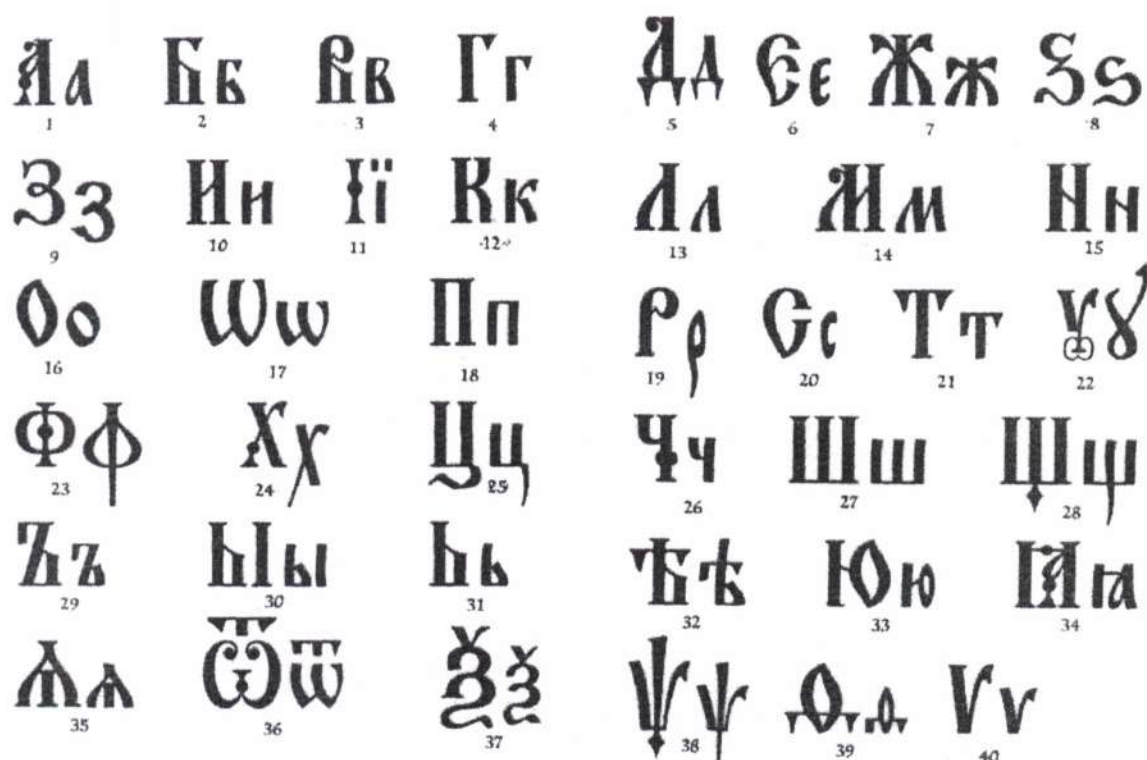 Аа Бб Вв Гг Дд Єє Жж Ѕѕ
1 2 3 4 5 6 7 8
Зз Ии Її Кк Лл Мм Нн
9 10 11 12 13 14 15
Оо Ѡѡ Пп Рр Сс Тт Ꙋꙋ
16 17 18 19 20 21 22
Фф Хх Цц Чч Шш Щщ
23 24 25 26 27 28
Ъъ Ꙑы Ьь Ѣѣ Юю Ꙗꙗ
29 30 31 32 33 34
Ѧѧ Ѿѿ Ѯѯ Ѱѱ Ѳѳ Ѵѵ
35 36 37 38 39 40